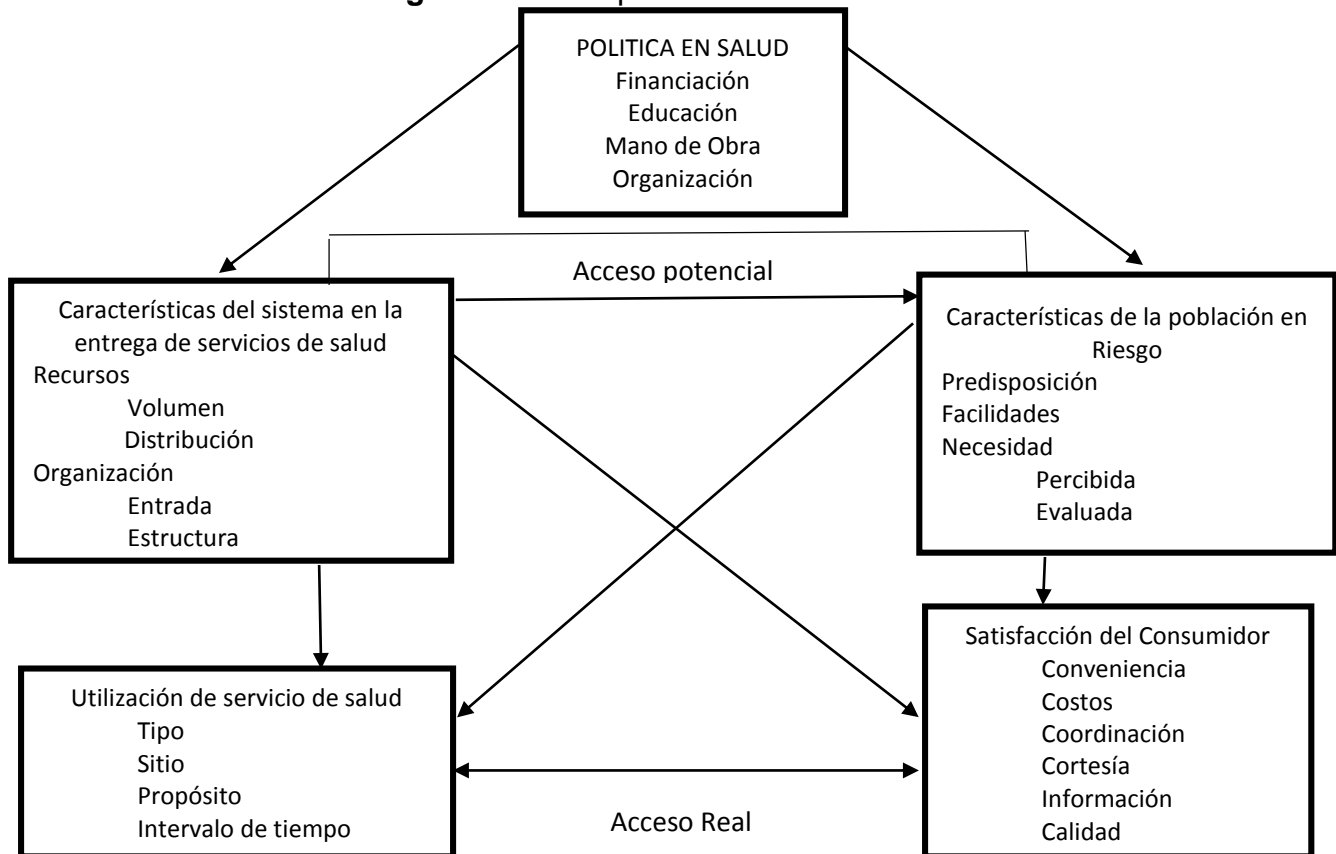 POLITICA EN SALUD
Financiación
Educación
Mano de Obra
Organización
Acceso potencial
Características del sistema en la
entrega de servicios de salud
Recursos
Volumen
Distribución
Organización
Entrada
Estructura
Características de la población en
Riesgo
Predisposición
Facilidades
Necesidad
Percibida
Evaluada
Utilización de servicio de salud
Tipo
Sitio
Propósito
Intervalo de tiempo
Satisfacción del Consumidor
Conveniencia
Costos
Coordinación
Cortesía
Información
Calidad
Acceso Real